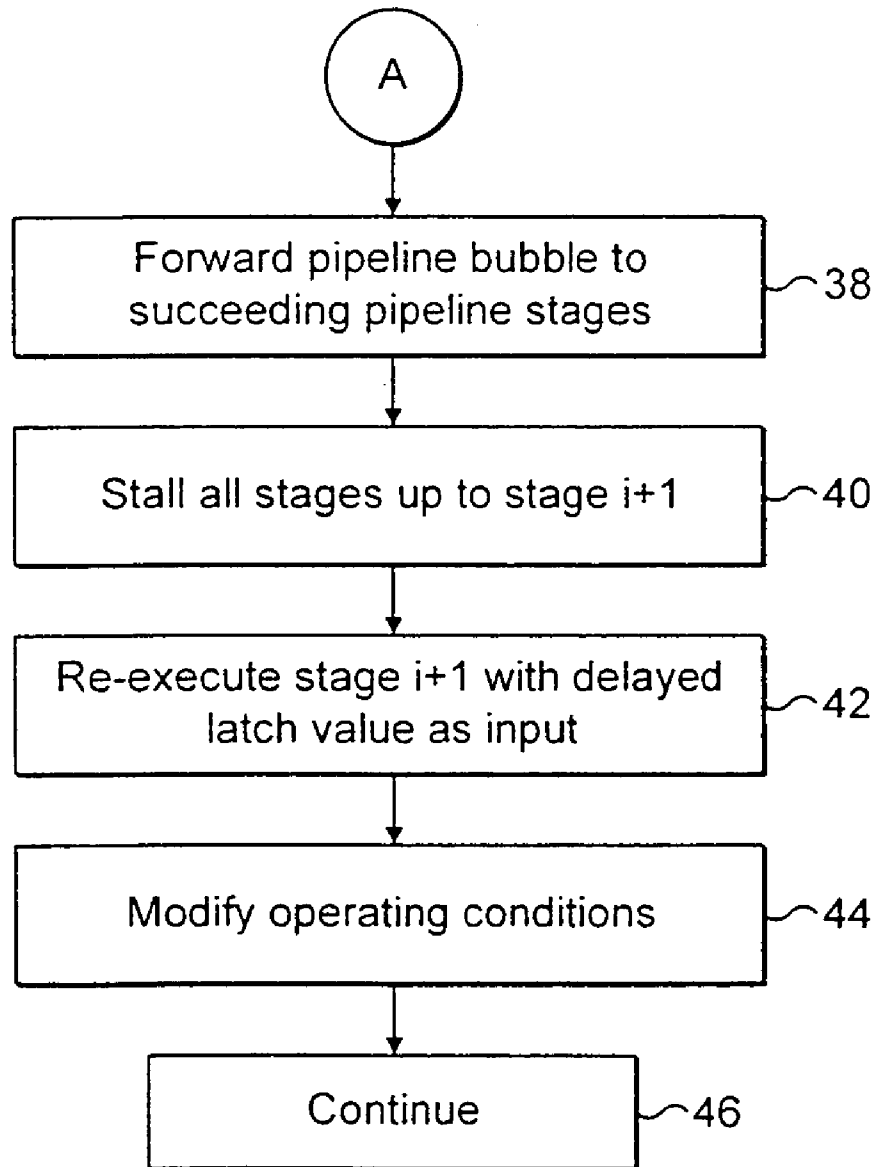 A
Forward pipeline bubble to
succeeding pipeline stages
38
Stall all stages up to stage i+1
40
Re-execute stage i+1 with delayed
latch value as input
42
Modify operating conditions
44
Continue
46